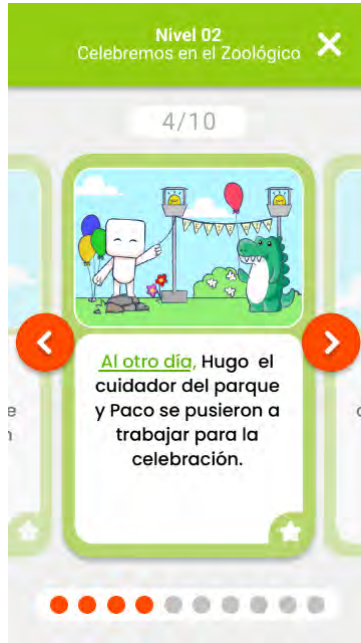 Nivel 02
Celebremos en el Zoológico
4/10
Al otro día, Hugo el
cuidador del parque
y Paco se pusieron a
trabajar para la
celebración.